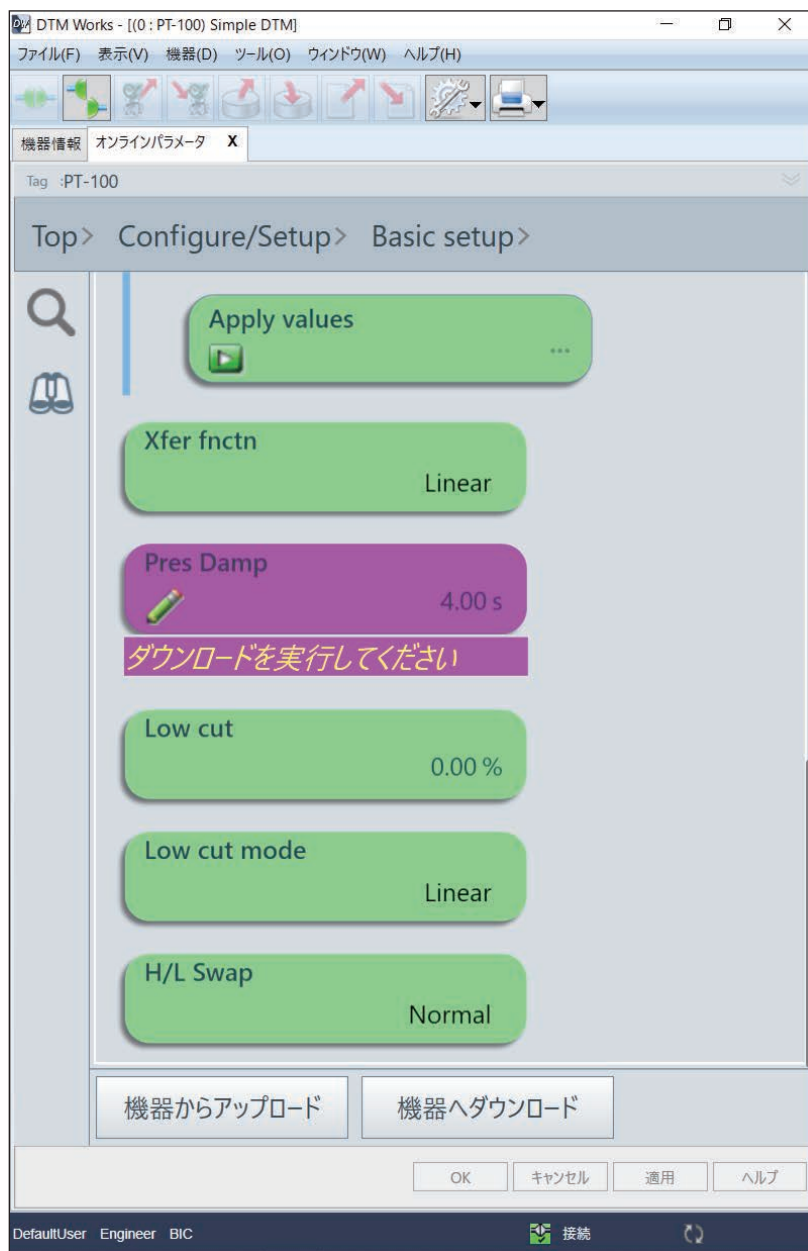 DTM Works - [(0 : PT-100) Simple DTM]
ファイル(F) 表示(V) 機器(D) ツール(O) ウィンドウ(W) ヘルプ(H)
機器情報 オンラインパラメータ X
Tag :PT-100
Top> Configure/Setup> Basic setup>
Apply values
...
Xfer fnctn
Linear
Pres Damp
4.00 s
ダウンロードを実行してください
Low cut
0.00 %
Low cut mode
Linear
H/L Swap
Normal
機器からアップロード 機器へダウンロード
OK キャンセル 適用 ヘルプ
DefaultUser Engineer BIC 接続